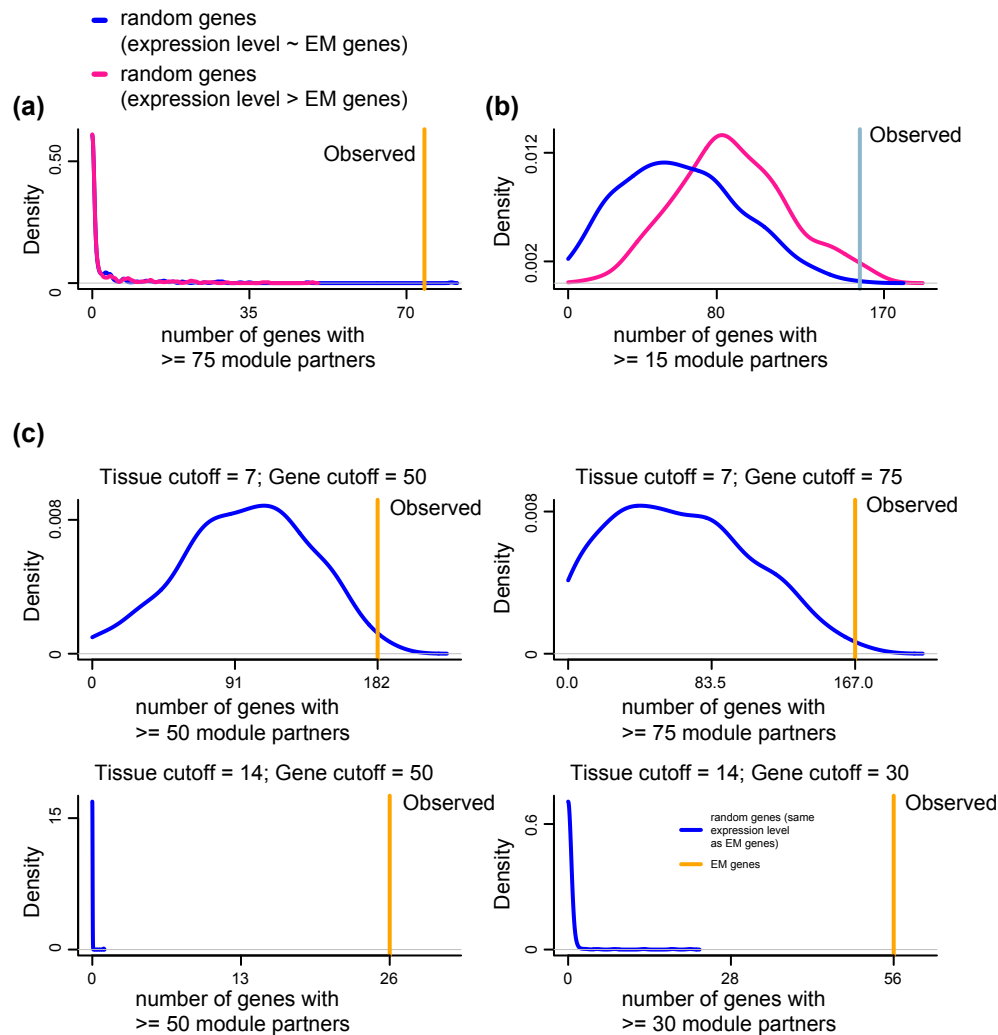 random genes
(expression level ~ EM genes)
random genes
(expression level > EM genes)
(a)
Density
0.50
0
Observed
0
35
70
number of genes with
>= 75 module partners
(b)
Density
0.012
0.002
Observed
0
80
170
number of genes with
>= 15 module partners
(c)
Tissue cutoff = 7; Gene cutoff = 50
Density
0.008
0
Observed
0
91
182
number of genes with
>= 50 module partners
Tissue cutoff = 7; Gene cutoff = 75
Density
0.008
0
Observed
0.0
83.5
167.0
number of genes with
>= 75 module partners
Tissue cutoff = 14; Gene cutoff = 50
Density
15
0
Observed
0
13
26
number of genes with
>= 50 module partners
Tissue cutoff = 14; Gene cutoff = 30
Density
0.6
0
random genes (same
expression level
as EM genes)
EM genes
Observed
0
28
56
number of genes with
>= 30 module partners